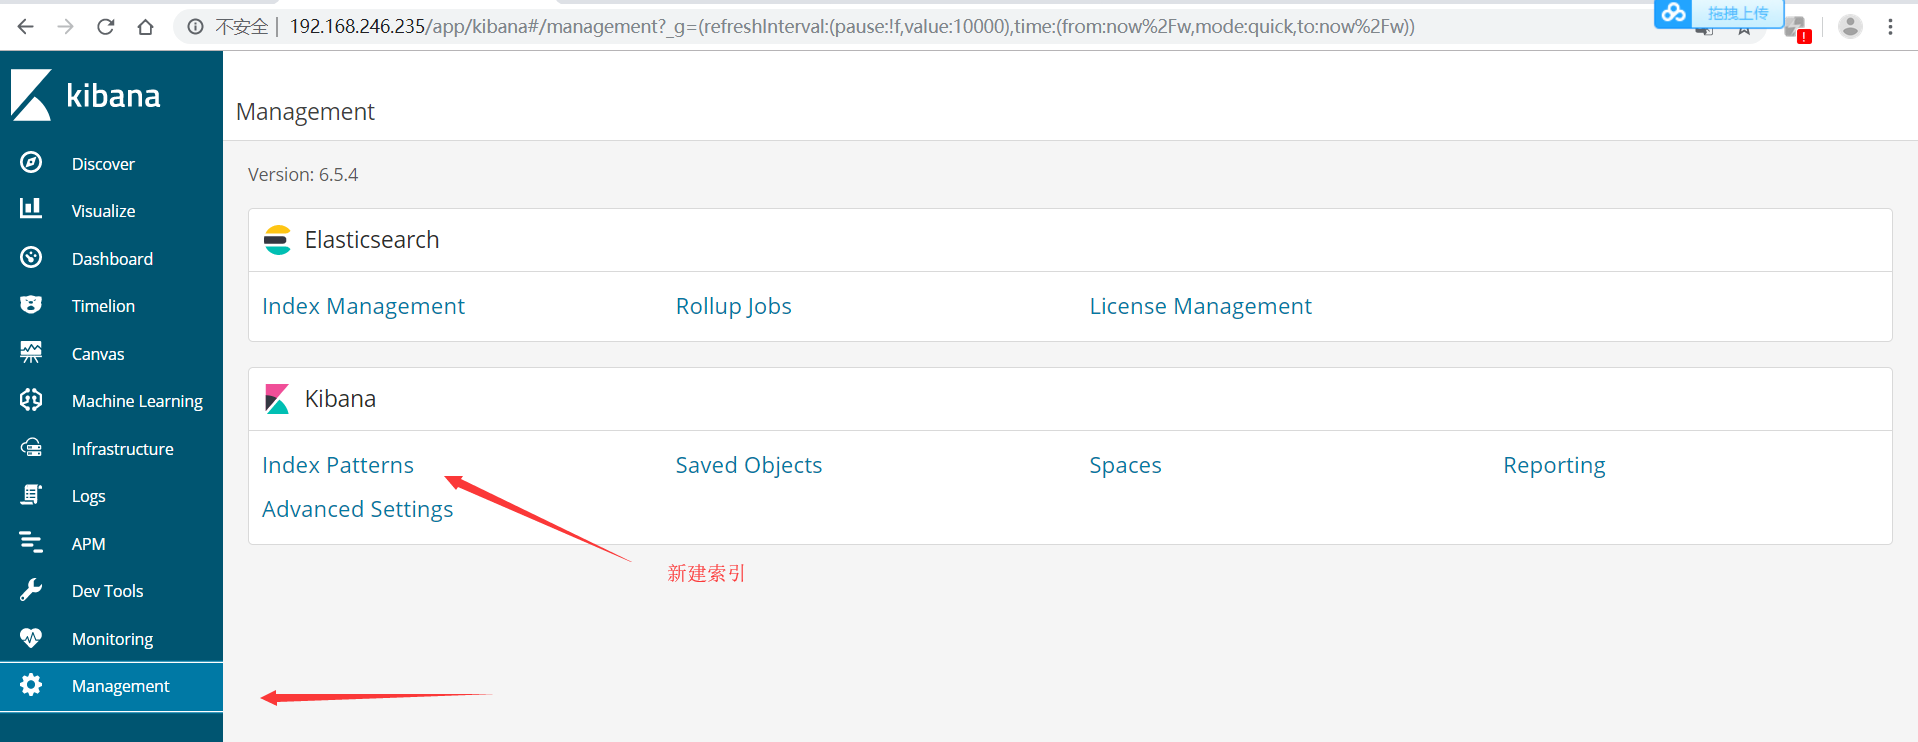 不安全 | 192.168.246.235/app/kibana#/management?_g=(refreshInterval:(pause:!f,value:10000),time:(from:now%2Fw,mode:quick,to:now%2Fw))
拖拽上传
kibana
Discover
Visualize
Dashboard
Timelion
Canvas
Machine Learning
Infrastructure
Logs
APM
Dev Tools
Monitoring
Management
Management
Version: 6.5.4
Elasticsearch
Index Management Rollup Jobs License Management
Kibana
Index Patterns Saved Objects Spaces Reporting
Advanced Settings
新建索引